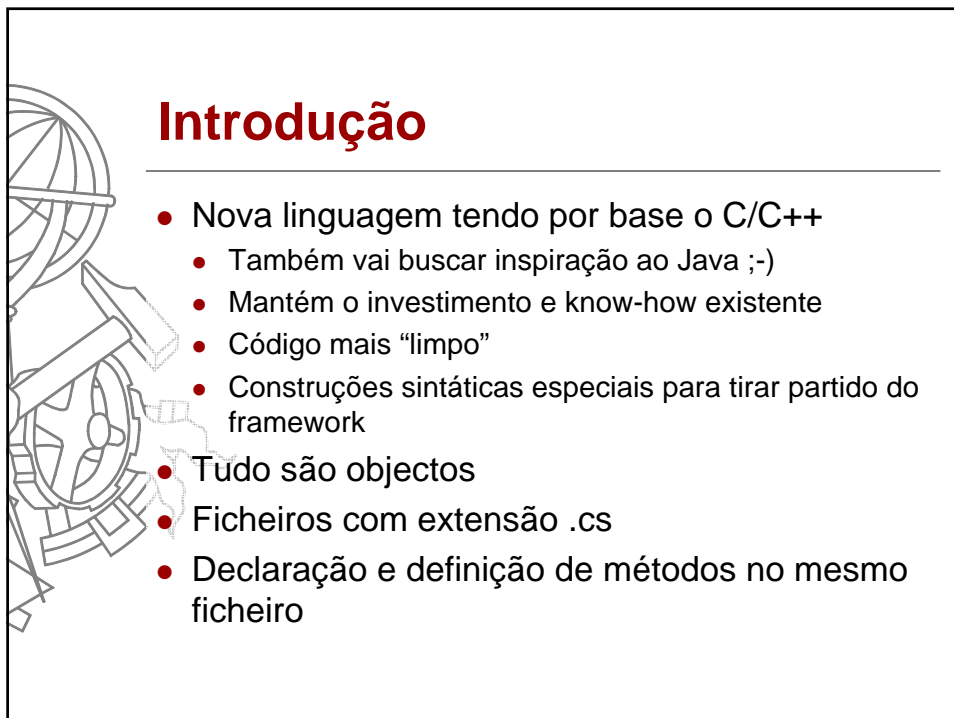 Introdução
• Nova linguagem tendo por base o C/C++
• Também vai buscar inspiração ao Java ;-)
• Mantém o investimento e know-how existente
• Código mais “limpo”
• Construções sintáticas especiais para tirar partido do
framework
• Tudo são objectos
• Ficheiros com extensão .cs
• Declaração e definição de métodos no mesmo
ficheiro